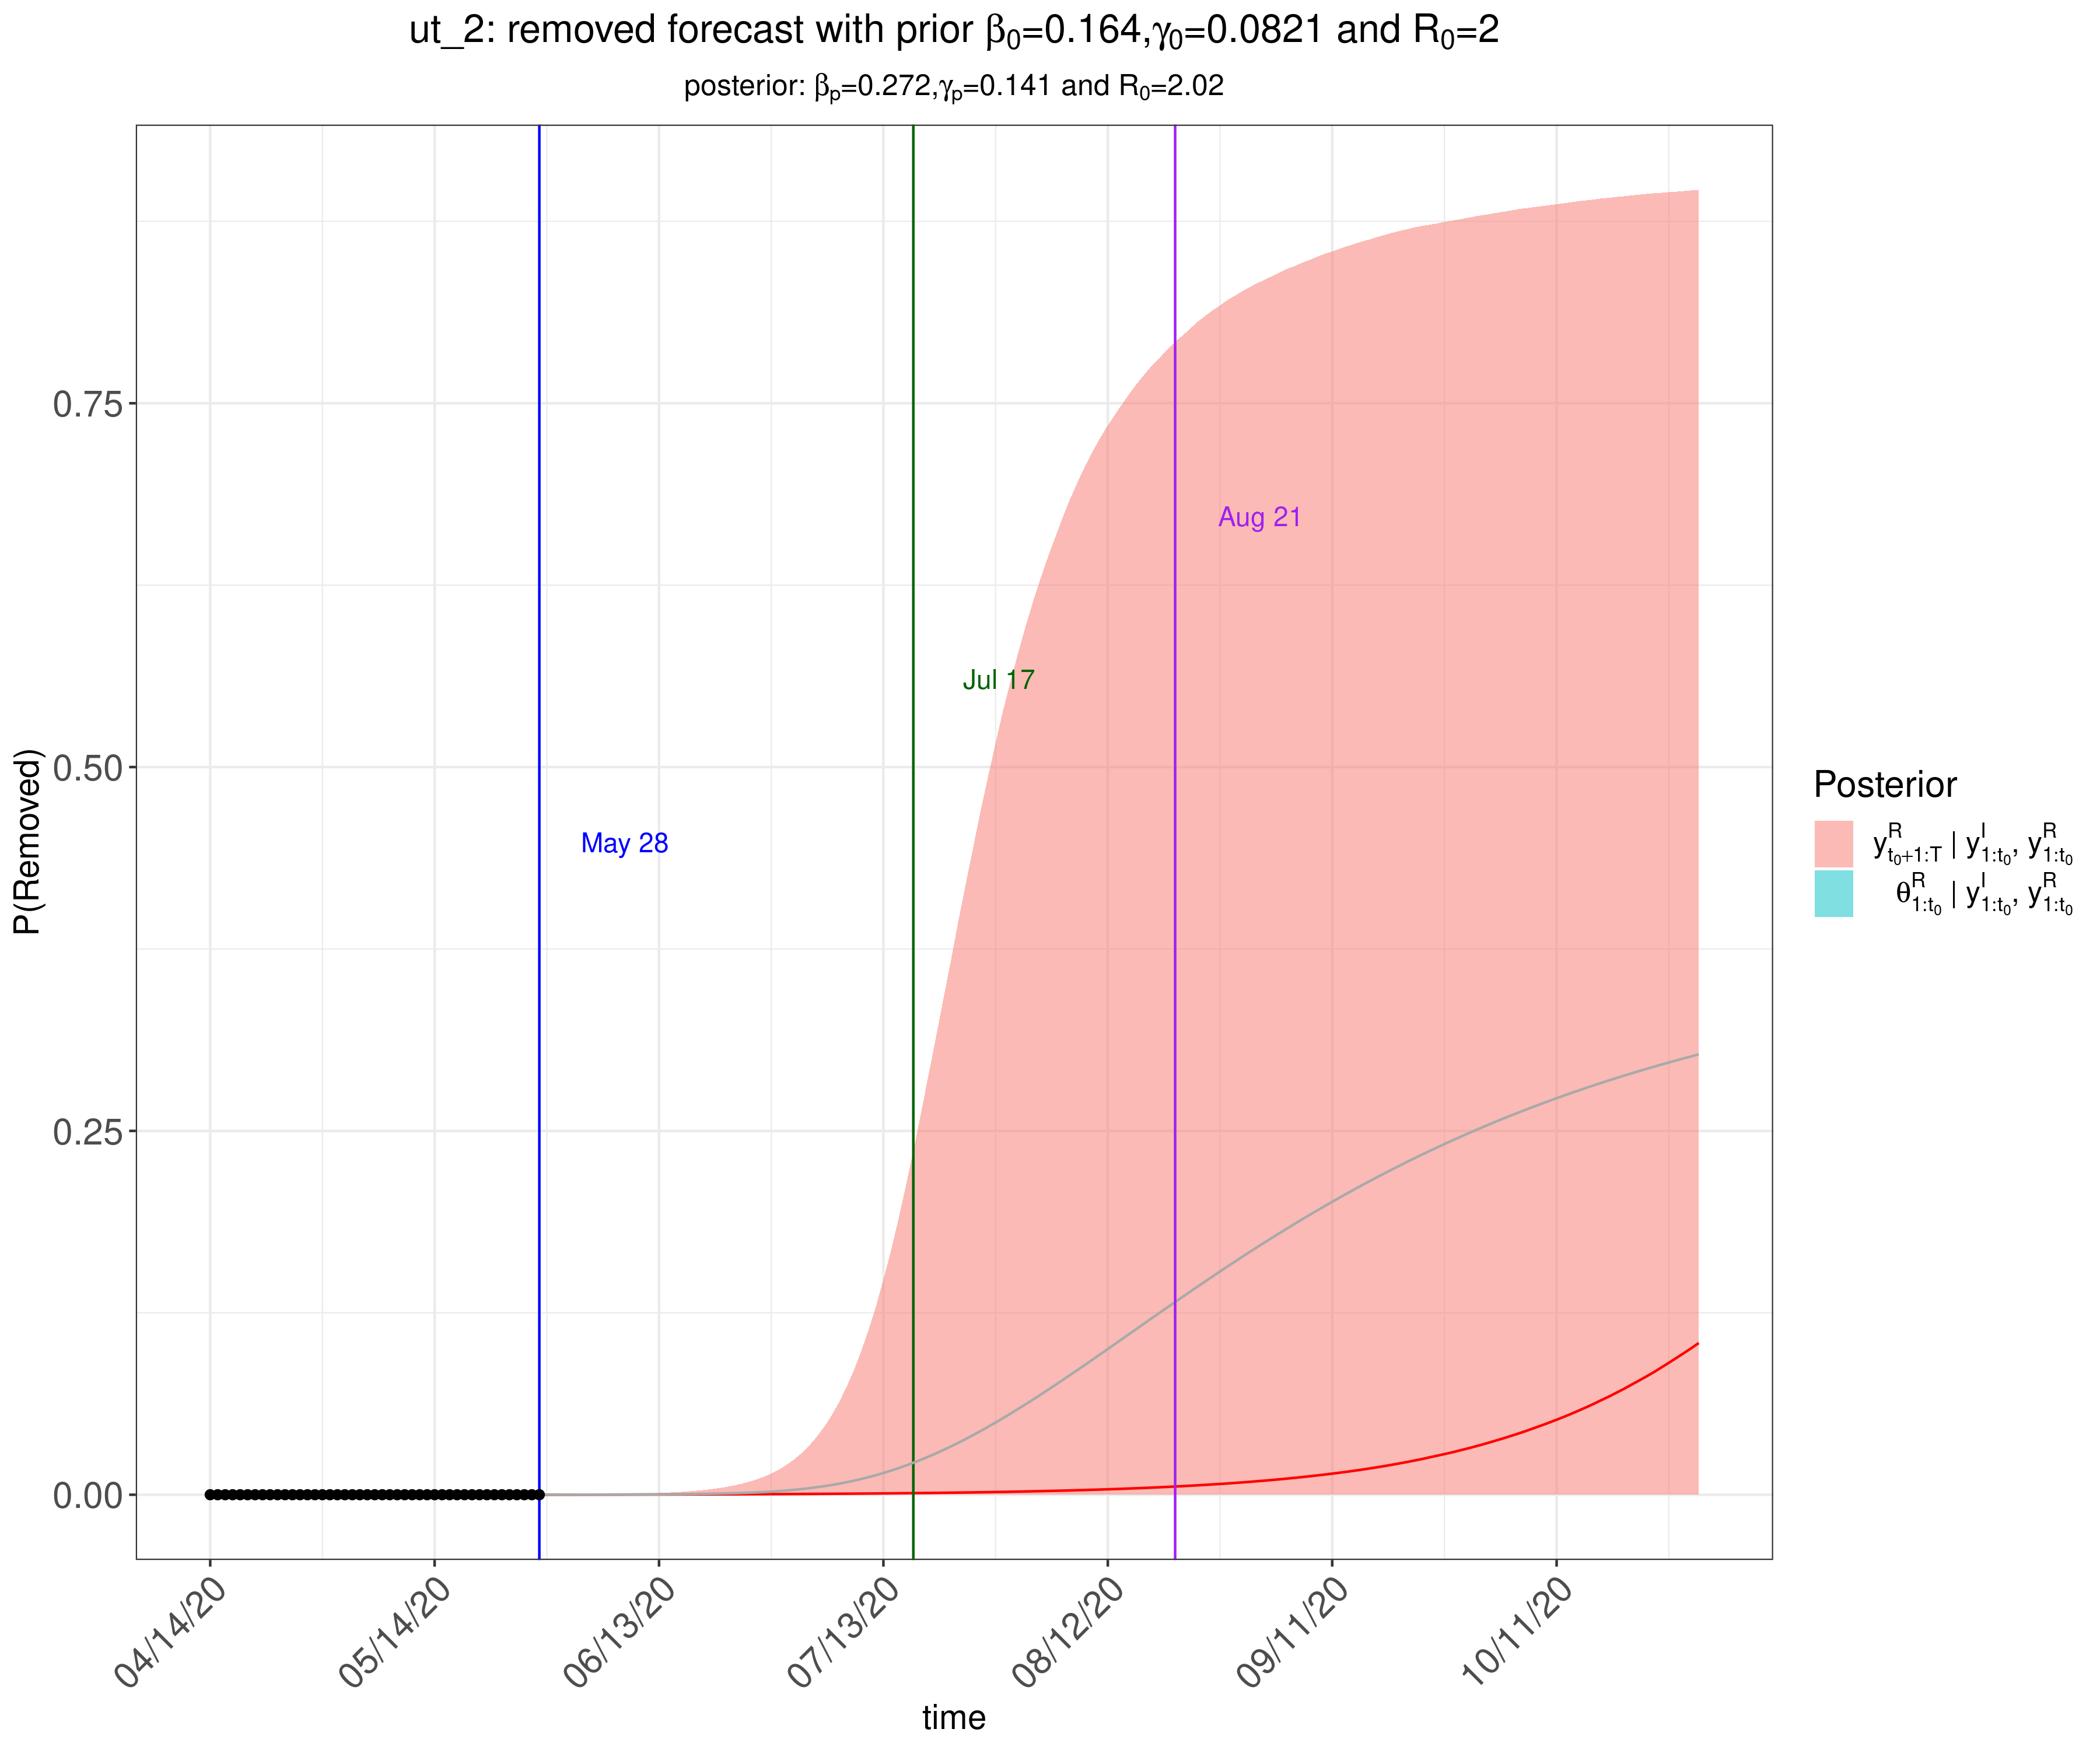 ut_2: removed forecast with prior β₀=0.164,γ₀=0.0821 and R₀=2
posterior: βₚ=0.272,γₚ=0.141 and R₀=2.02
P(Removed)
0.75
0.50
0.25
0.00
Aug 21
Jul 17
May 28
Posterior
y^R_{t₀+1:T} | y^I_{1:t₀}, y^R_{1:t₀}
θ^R_{1:t₀} | y^I_{1:t₀}, y^R_{1:t₀}
04/14/20
05/14/20
06/13/20
07/13/20
08/12/20
09/11/20
10/11/20
time